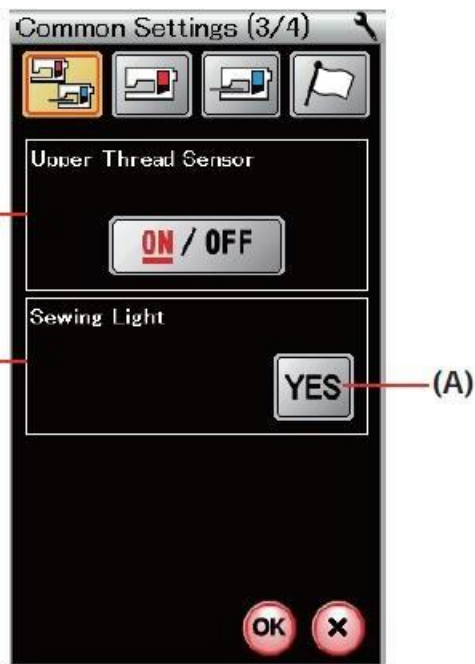 Common Settings (3/4)
Upper Thread Sensor
ON / OFF
Sewing Light
YES
(A)
OK